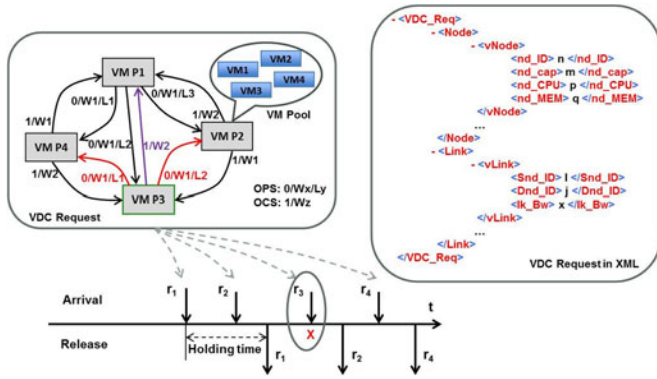 VM P1
VM2
VM1
VM4
VM3
VM Pool
0/W1/L1
0/W1/L3
1/W2
1/W1
VM P4
VM P2
0/W1/L2
1/W2
1/W2
1/W1
0/W1/L1
0/W1/L2
VM P3
OPS: 0/Wx/Ly
OCS: 1/Wz
VDC Request
- <VDC_Req>
- <Node>
- <vNode>
<nd_ID> n </nd_ID>
<nd_cap> m </nd_cap>
<nd_CPU> p </nd_CPU>
<nd_MEM> q </nd_MEM>
</vNode>
...
</Node>
- <Link>
- <vLink>
<Snd_ID> l </Snd_ID>
<Dnd_ID> j </Dnd_ID>
<lk_Bw> x </lk_Bw>
</vLink>
...
</Link>
</VDC_Req>
VDC Request in XML
r1 r2 r3 r4
Arrival
t
X
Release
Holding time
r1 r2 r4